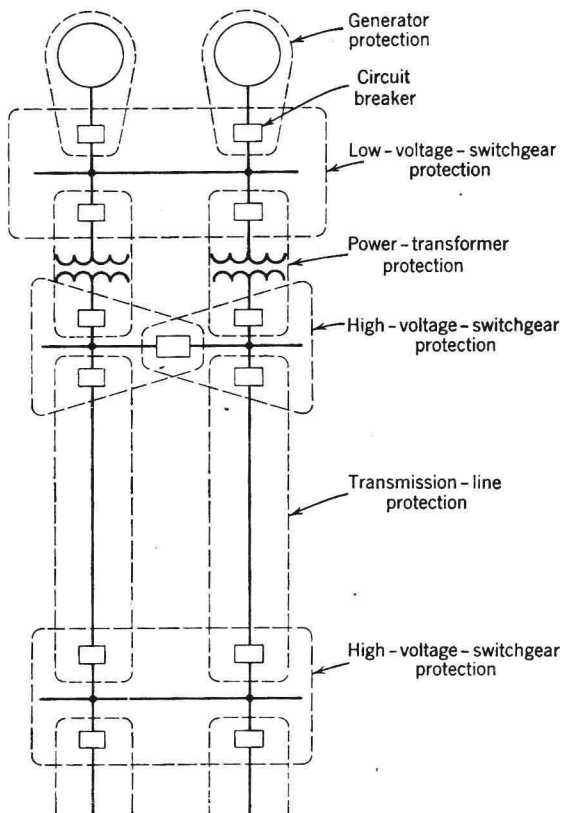 Generator
protection
Circuit
breaker
Low-voltage-switchgear
protection
Power-transformer
protection
High-voltage-switchgear
protection
Transmission-line
protection
High-voltage-switchgear
protection